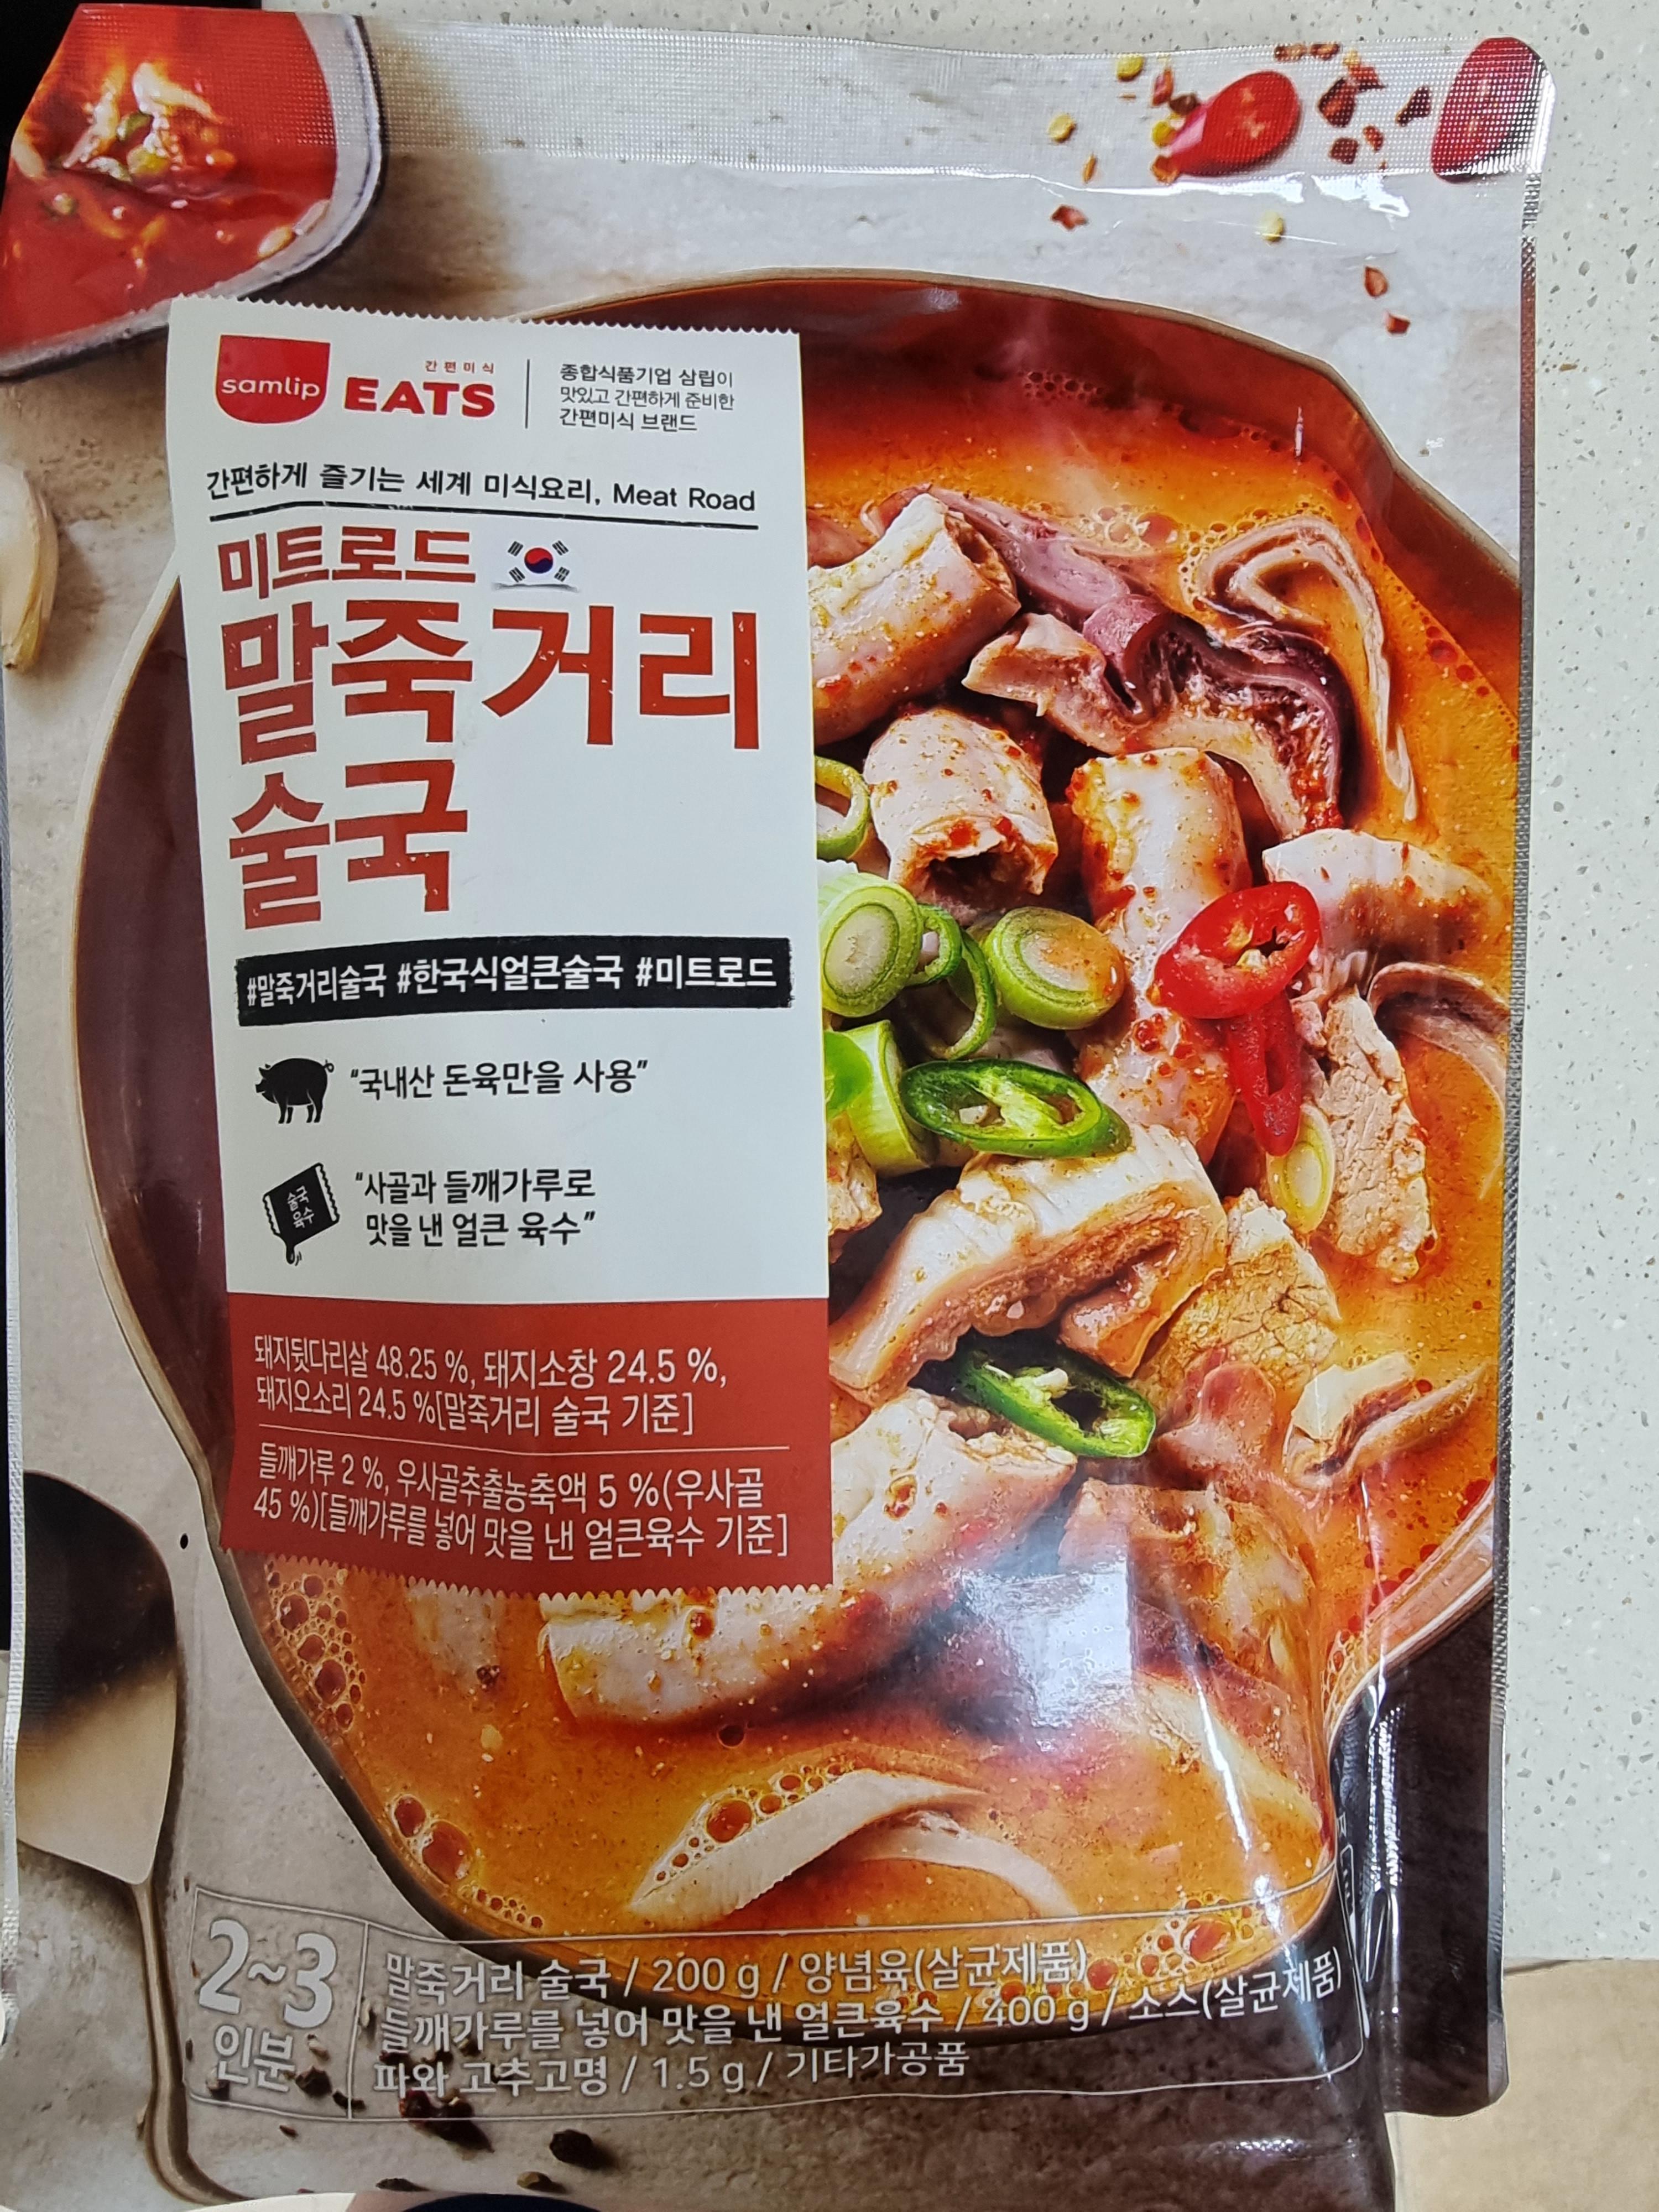 samlip
간편미식
EATS
종합식품기업 삼립이
맛있고 간편하게 준비한
간편미식 브랜드
간편하게 즐기는 세계 미식요리, Meat Road
미트로드
말죽거리
술국
#말죽거리술국 #한국식얼큰술국 #미트로드
"국내산 돈육만을 사용"
술국
육수
"사골과 들깨가루로
맛을 낸 얼큰 육수"
돼지뒷다리살 48.25 %, 돼지소창 24.5 %,
돼지오소리 24.5 %[말죽거리 술국 기준]
들깨가루 2 %, 우사골추출농축액 5 %(우사골
45 %)[들깨가루를 넣어 맛을 낸 얼큰육수 기준]
2~3
인분
말죽거리 술국 / 200 g / 양념육(살균제품)
들깨가루를 넣어 맛을 낸 얼큰육수 / 400 g / 소스(살균제품)
파와 고추고명 / 1.5 g / 기타가공품